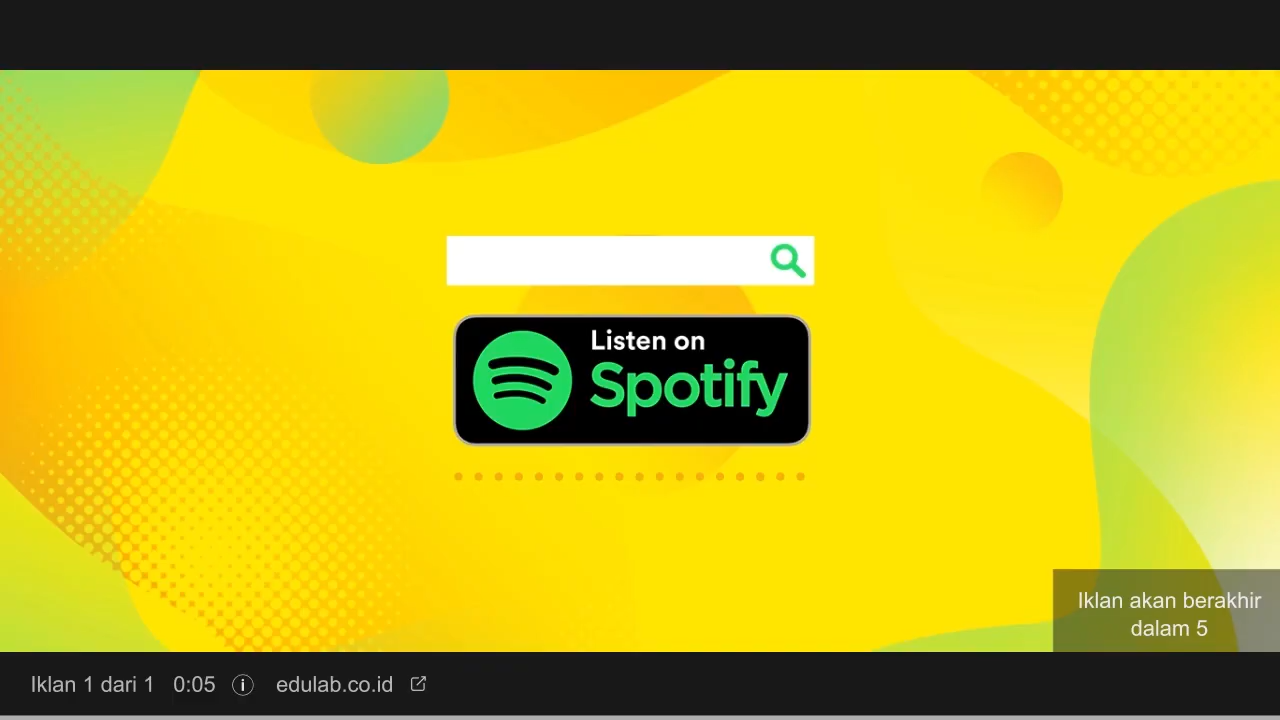 Listen on
Spotify
Iklan akan berakhir
dalam 5
Iklan 1 dari 1 0:05 edulab.co.id